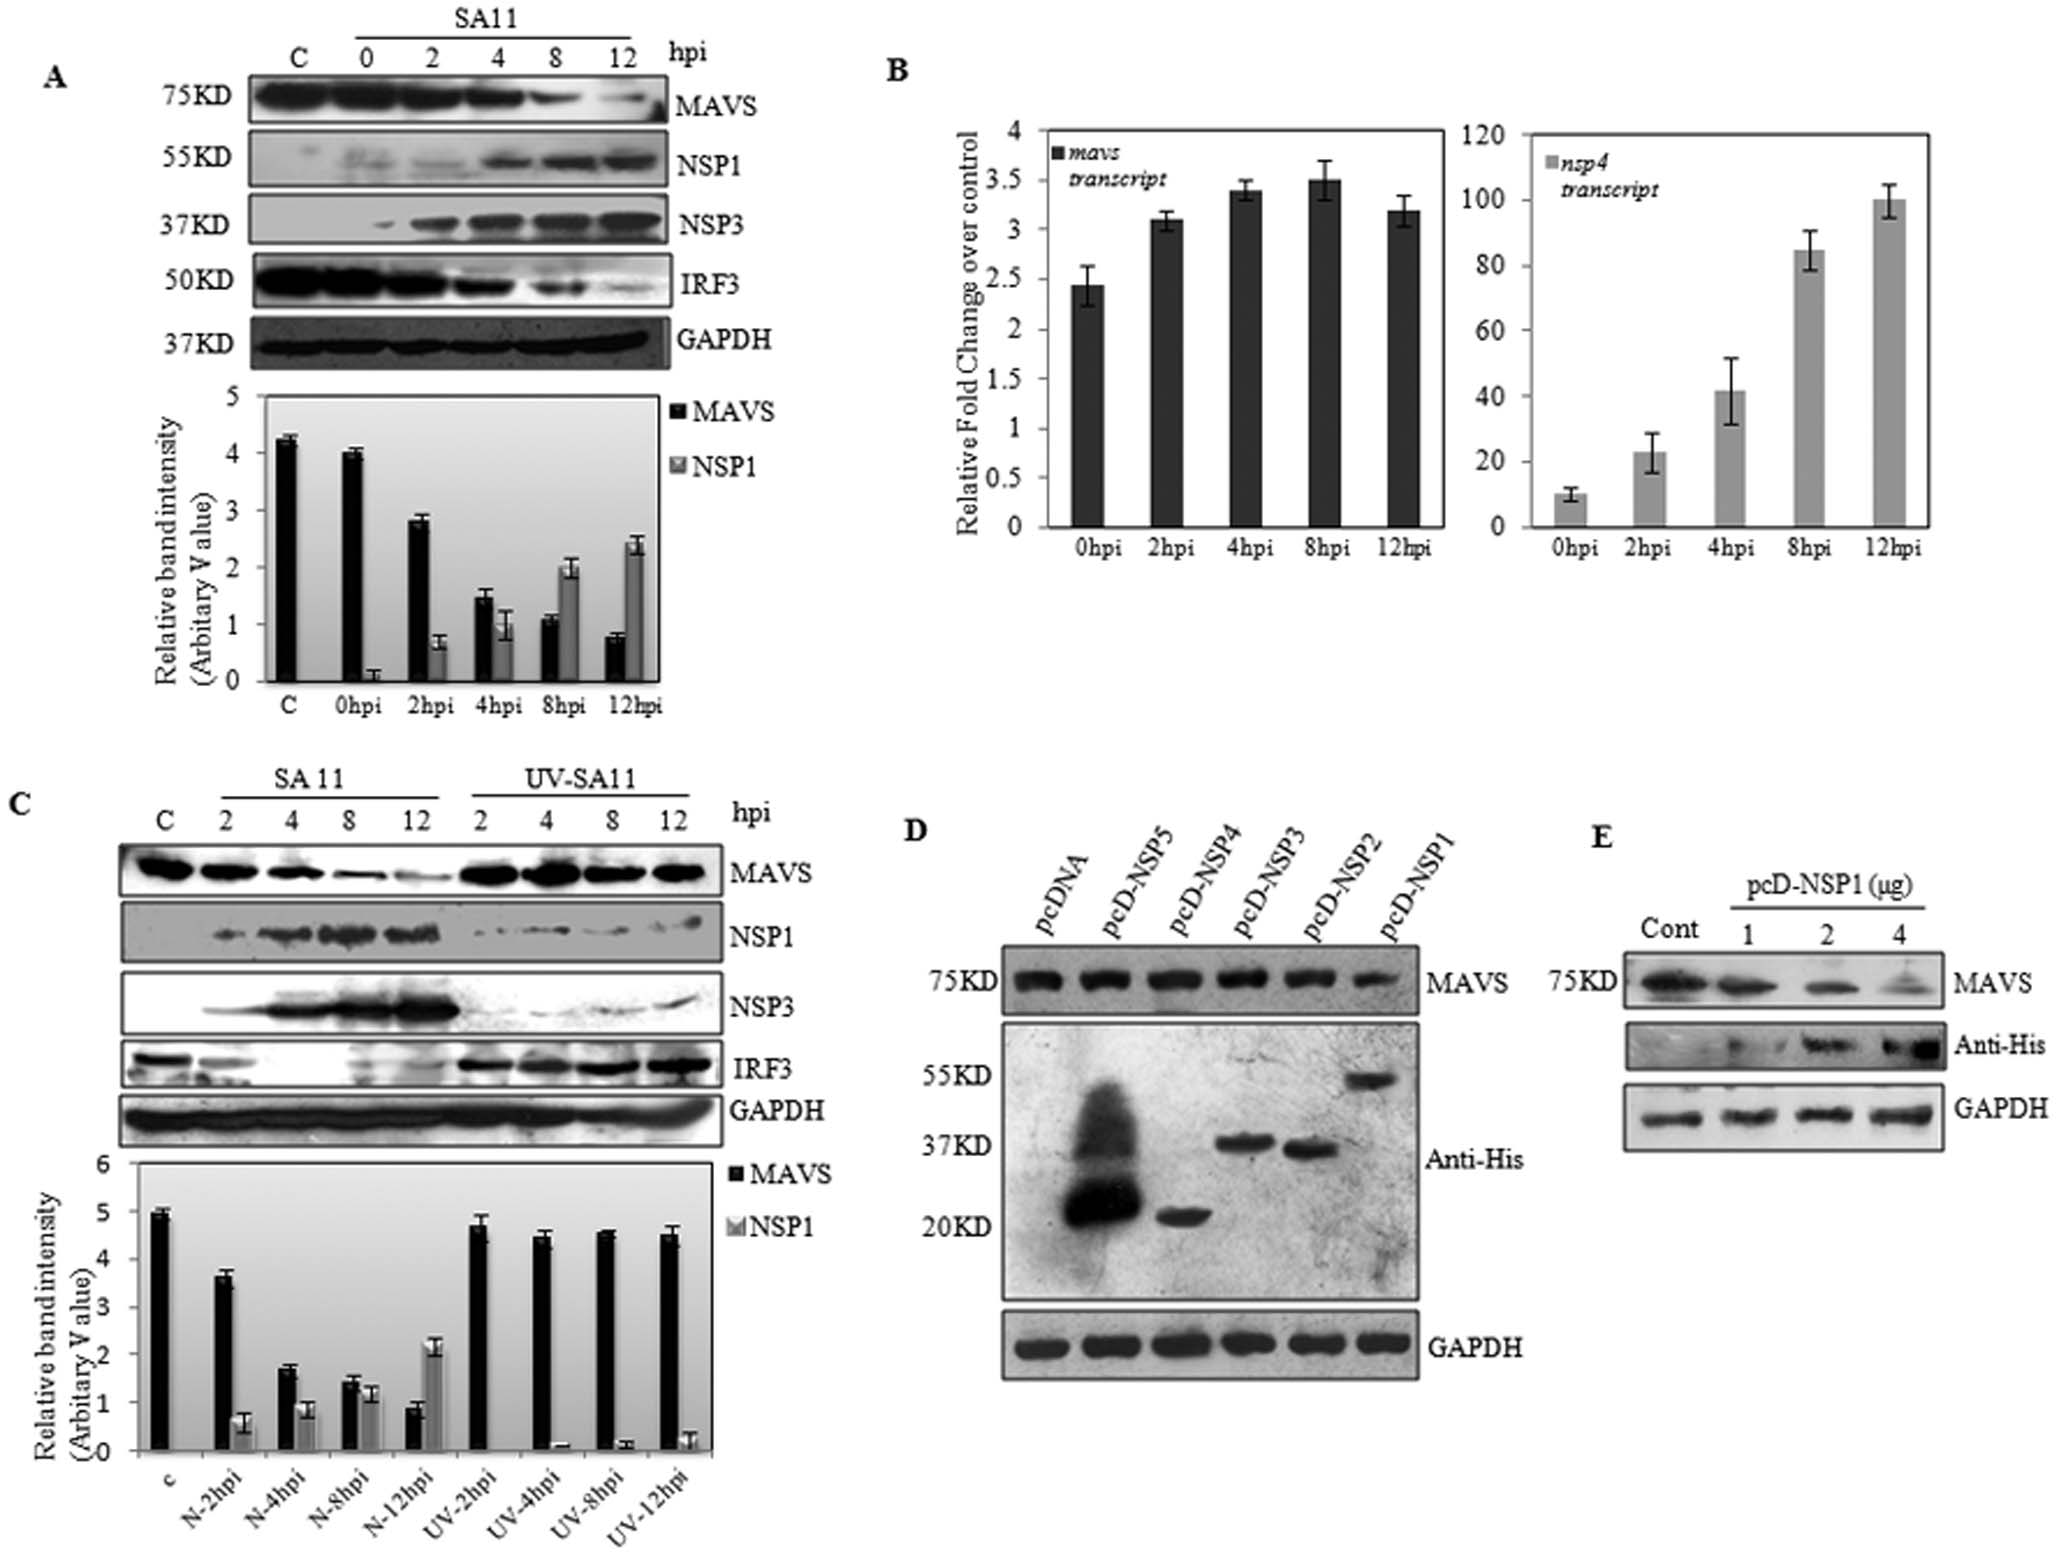 A
SA11
C 0 2 4 8 12 hpi
75KD MAVS
55KD NSP1
37KD NSP3
50KD IRF3
37KD GAPDH
Relative band intensity
(Arbitary Value)
5
4
3
2
1
0
MAVS
NSP1
C 0hpi 2hpi 4hpi 8hpi 12hpi
B
Relative Fold Change over control
4
3.5
3
2.5
2
1.5
1
0.5
0
mavs
transcript
0hpi 2hpi 4hpi 8hpi 12hpi
120
100
80
60
40
20
0
nsp4
transcript
0hpi 2hpi 4hpi 8hpi 12hpi
C
SA 11 UV-SA11
C 2 4 8 12 2 4 8 12 hpi
MAVS
NSP1
NSP3
IRF3
GAPDH
Relative band intensity
(Arbitary Value)
6
5
4
3
2
1
0
MAVS
NSP1
c N-2hpi N-4hpi N-8hpi N-12hpi UV-2hpi UV-4hpi UV-8hpi UV-12hpi
D
pcDNA pcD-NSP5 pcD-NSP4 pcD-NSP3 pcD-NSP2 pcD-NSP1
75KD MAVS
55KD
37KD
20KD
Anti-His
GAPDH
E
pcD-NSP1 (µg)
Cont 1 2 4
75KD MAVS
Anti-His
GAPDH